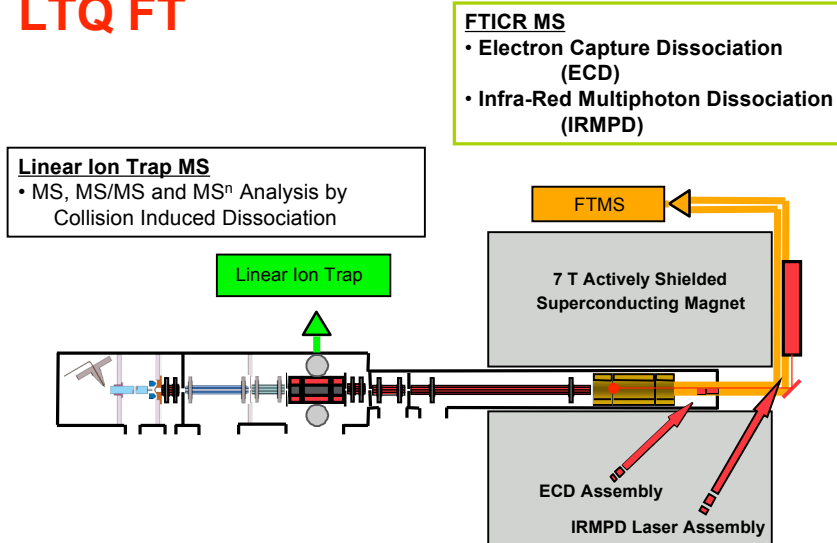 LTQ FT
FTICR MS
• Electron Capture Dissociation
(ECD)
• Infra-Red Multiphoton Dissociation
(IRMPD)
Linear Ion Trap MS
• MS, MS/MS and MSⁿ Analysis by
Collision Induced Dissociation
FTMS
Linear Ion Trap
7 T Actively Shielded
Superconducting Magnet
ECD Assembly
IRMPD Laser Assembly